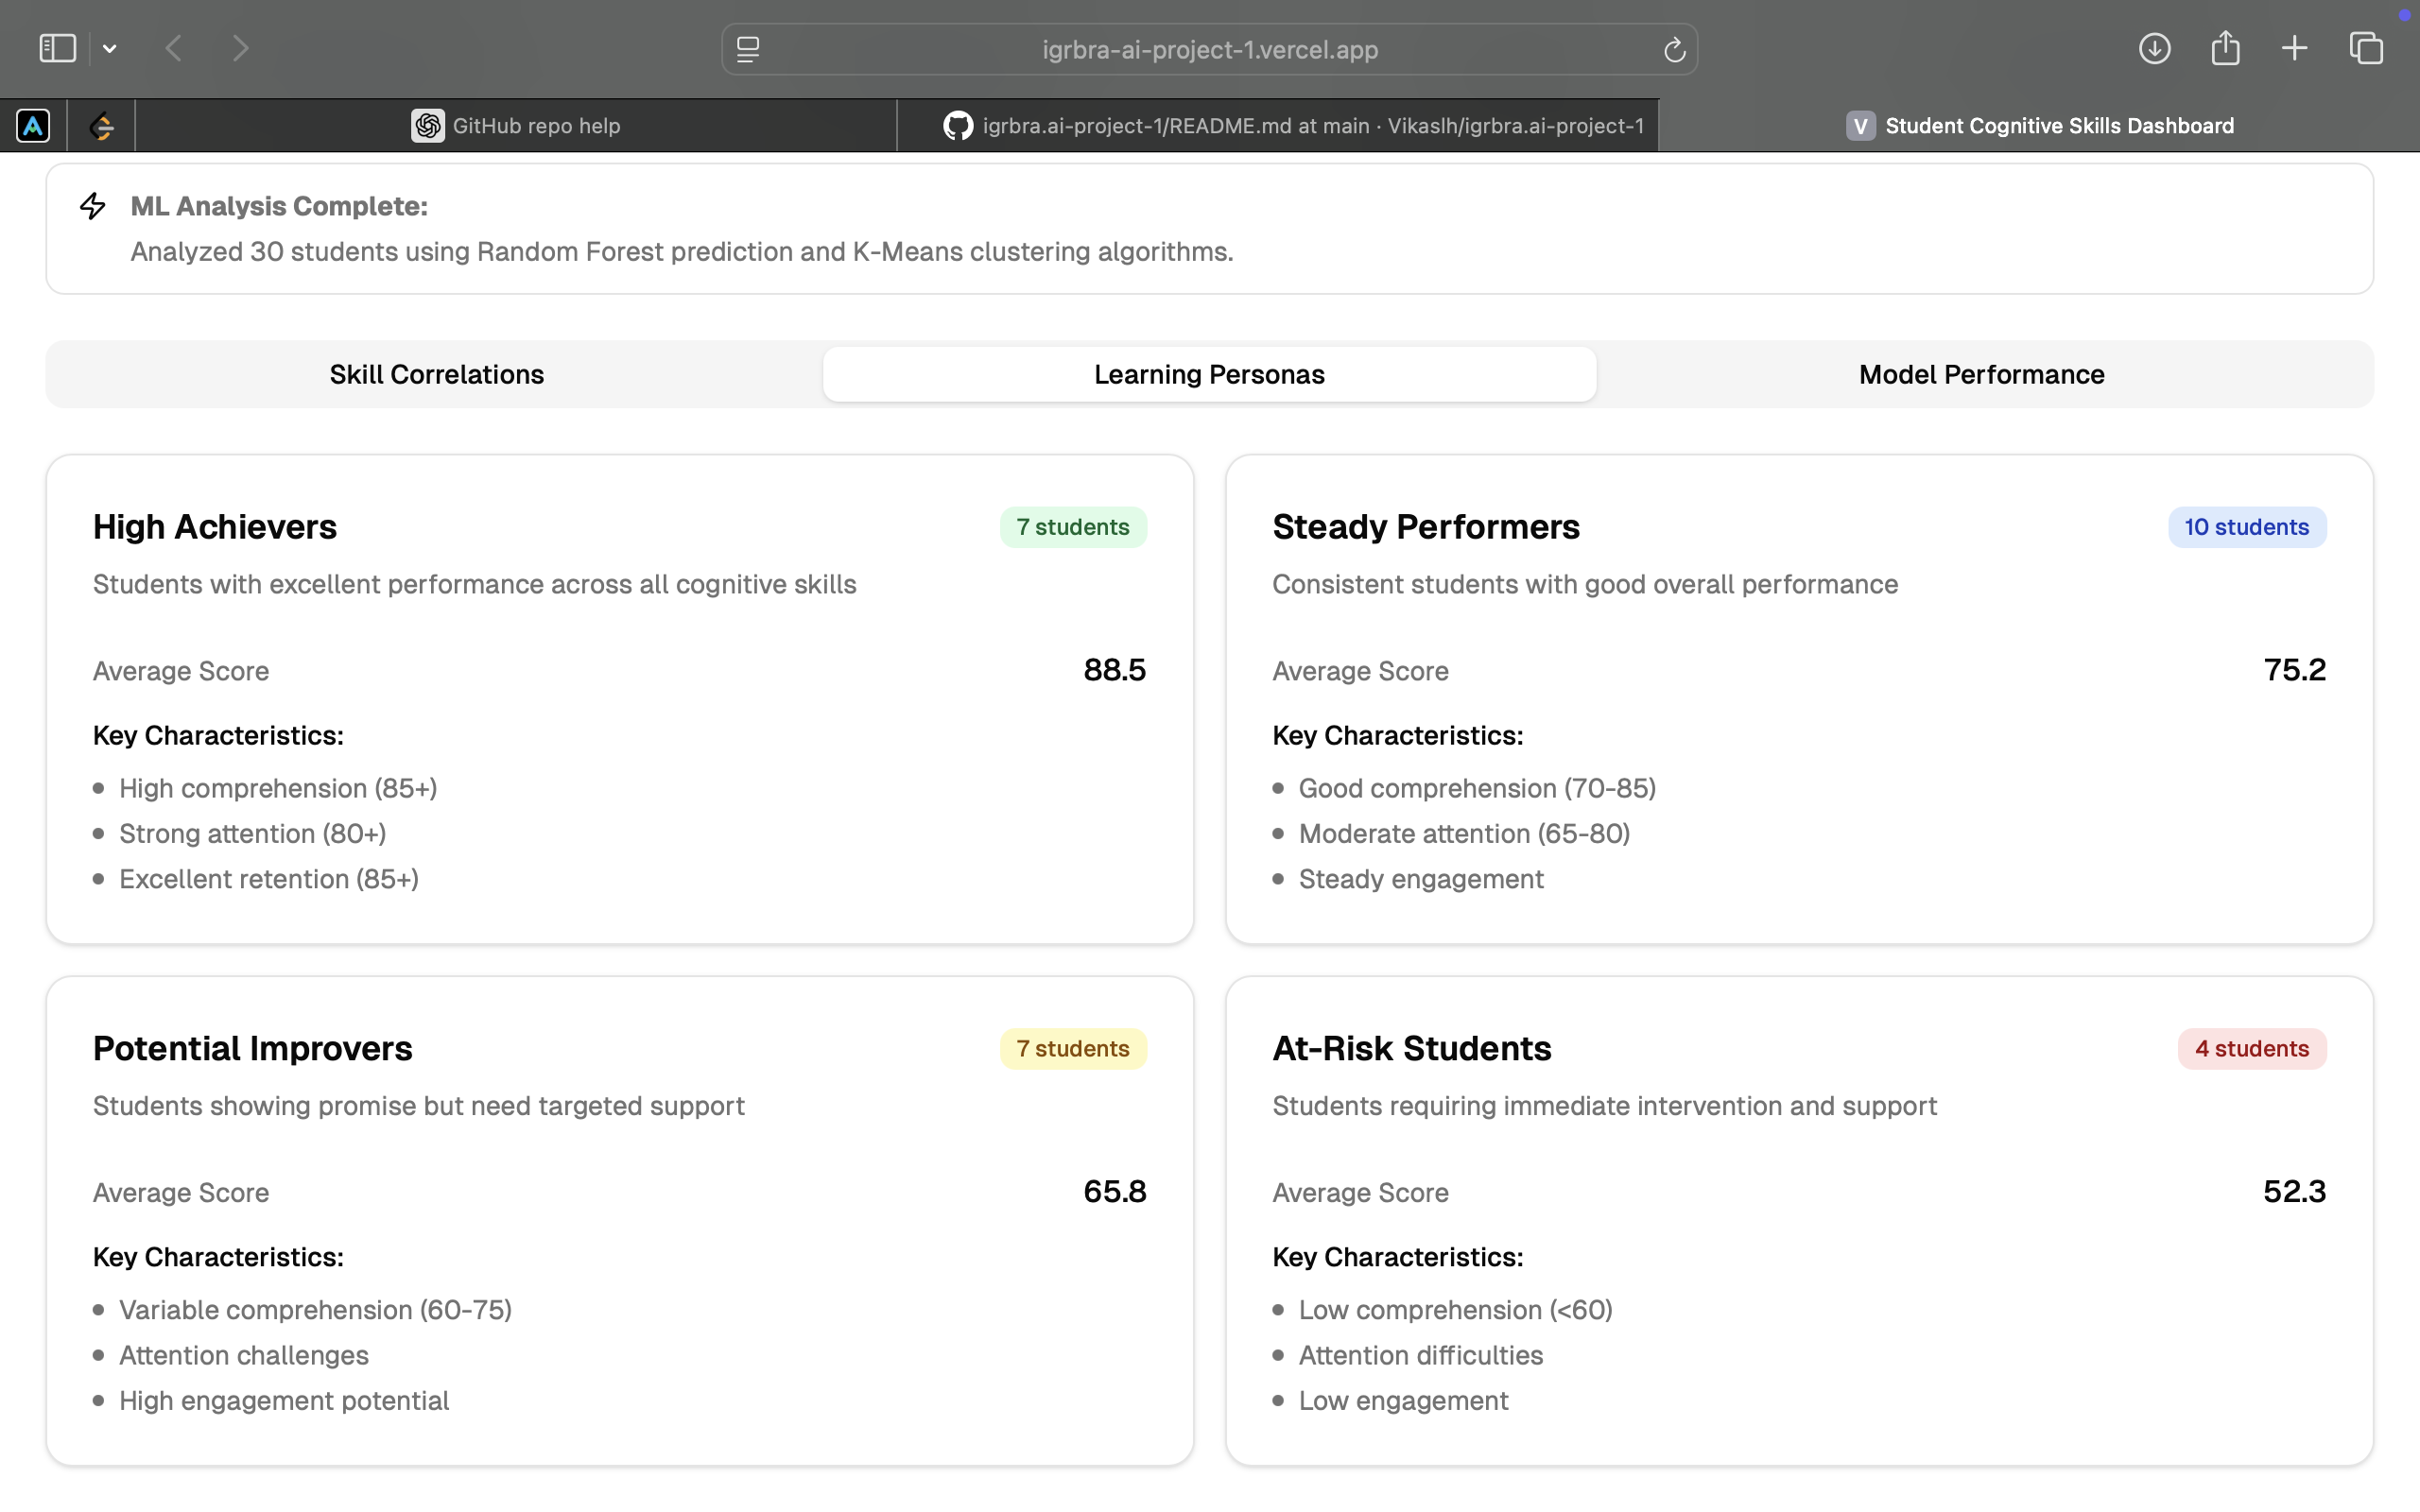 igrbra-ai-project-1.vercel.app
GitHub repo help
igrbra.ai-project-1/README.md at main · Vikaslh/igrbra.ai-project-1
V Student Cognitive Skills Dashboard
ML Analysis Complete:
Analyzed 30 students using Random Forest prediction and K-Means clustering algorithms.
Skill Correlations
Learning Personas
Model Performance
High Achievers
7 students
Students with excellent performance across all cognitive skills
Average Score
88.5
Key Characteristics:
High comprehension (85+)
Strong attention (80+)
Excellent retention (85+)
Steady Performers
10 students
Consistent students with good overall performance
Average Score
75.2
Key Characteristics:
Good comprehension (70-85)
Moderate attention (65-80)
Steady engagement
Potential Improvers
7 students
Students showing promise but need targeted support
Average Score
65.8
Key Characteristics:
Variable comprehension (60-75)
Attention challenges
High engagement potential
At-Risk Students
4 students
Students requiring immediate intervention and support
Average Score
52.3
Key Characteristics:
Low comprehension (<60)
Attention difficulties
Low engagement